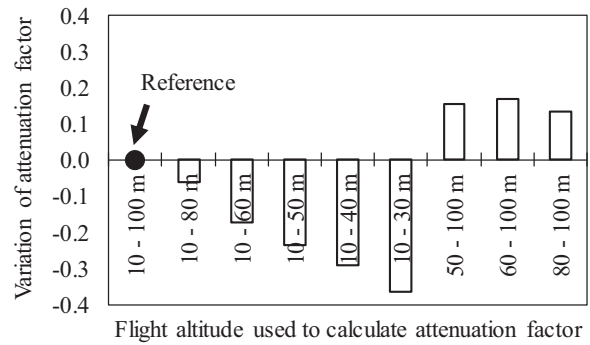 Variation of attenuation factor
0.4
0.3
0.2
0.1
0.0
-0.1
-0.2
-0.3
-0.4
Reference
10 - 100 m
10 - 80 m
10 - 60 m
10 - 50 m
10 - 40 m
10 - 30 m
50 - 100 m
60 - 100 m
80 - 100 m
Flight altitude used to calculate attenuation factor